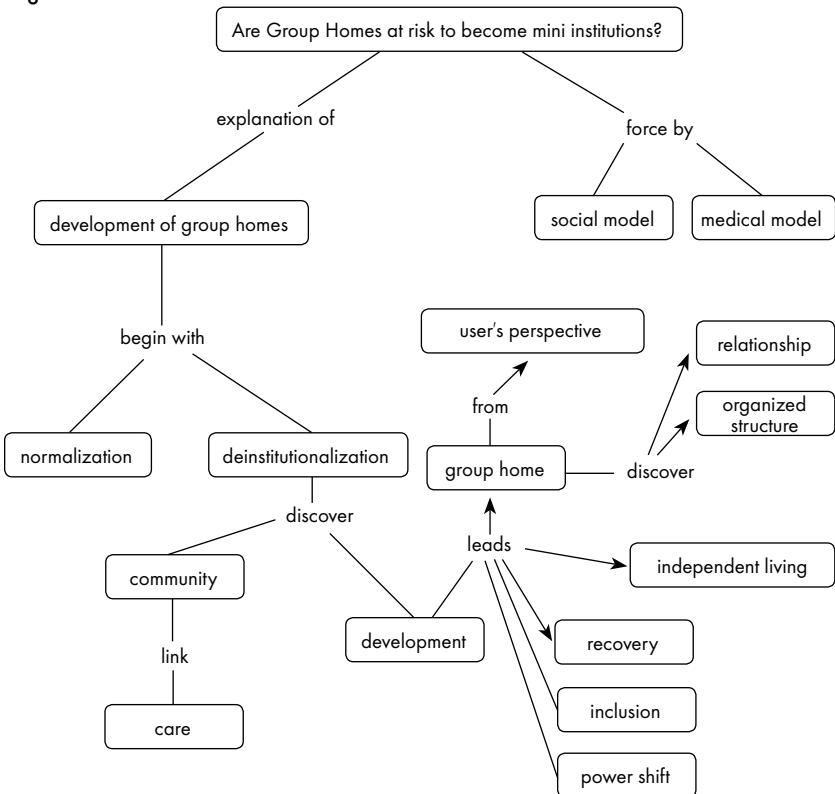 Are Group Homes at risk to become mini institutions?
explanation of
force by
social model
medical model
development of group homes
begin with
user's perspective
relationship
from
organized
structure
normalization
deinstitutionalization
group home
discover
discover
leads
community
independent living
development
recovery
link
inclusion
care
power shift